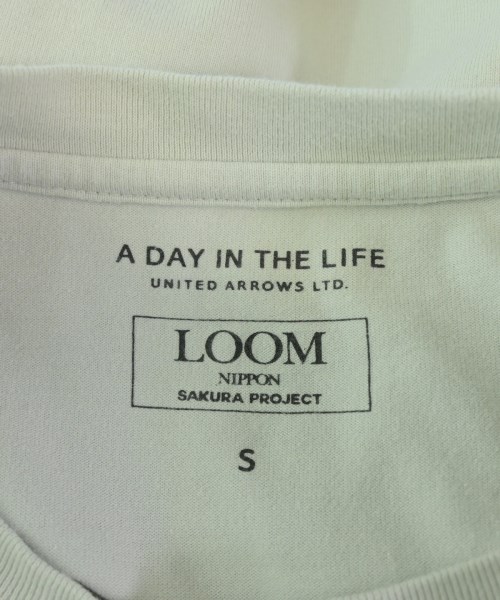 A DAY IN THE LIFE
UNITED ARROWS LTD.
LOOM
NIPPON
SAKURA PROJECT
S